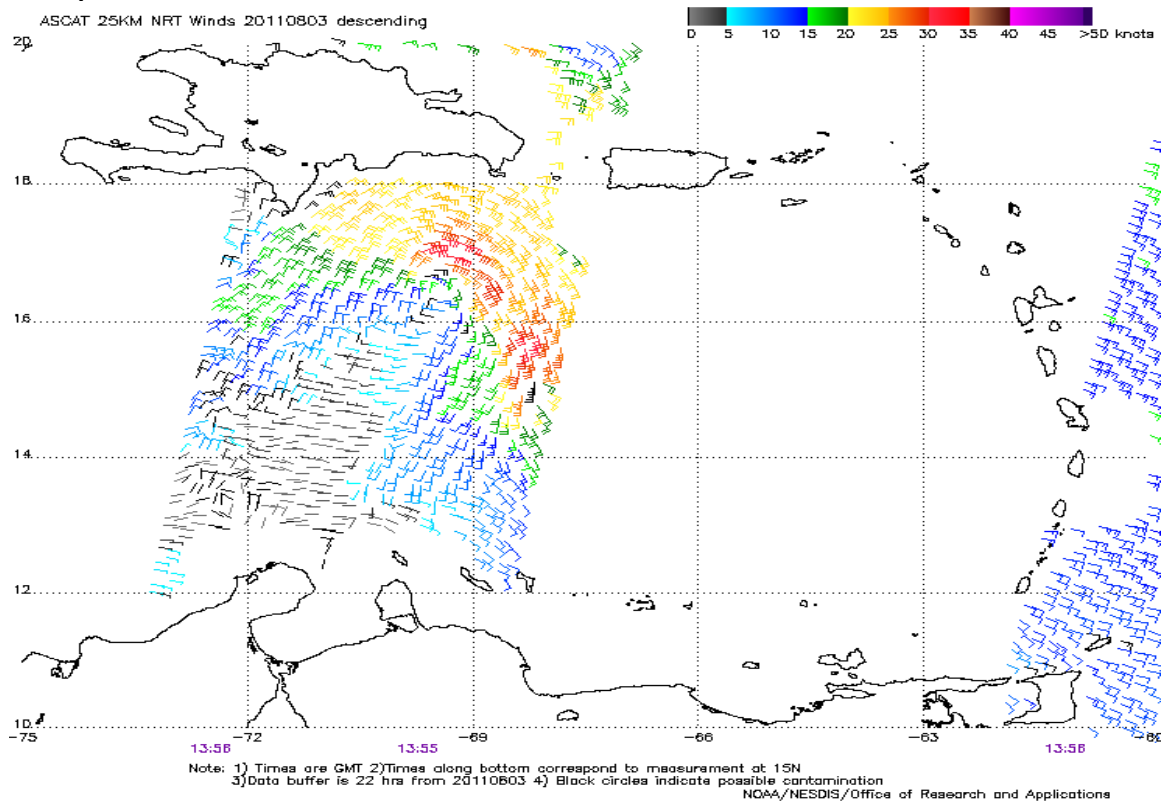 ASCAT 25KM NRT Winds 20110803 descending
0 5 10 15 20 25 30 35 40 45 >50 knots
20
18
16
14
12
10
-75 -72 -69 -66 -63 -60
13:56 13:55 13:56
Note: 1) Times are GMT 2)Times along bottom correspond to measurement at 15N
3)Data buffer is 22 hrs from 20110803 4) Black circles indicate possible contamination
NOAA/NESDIS/Office of Research and Applications